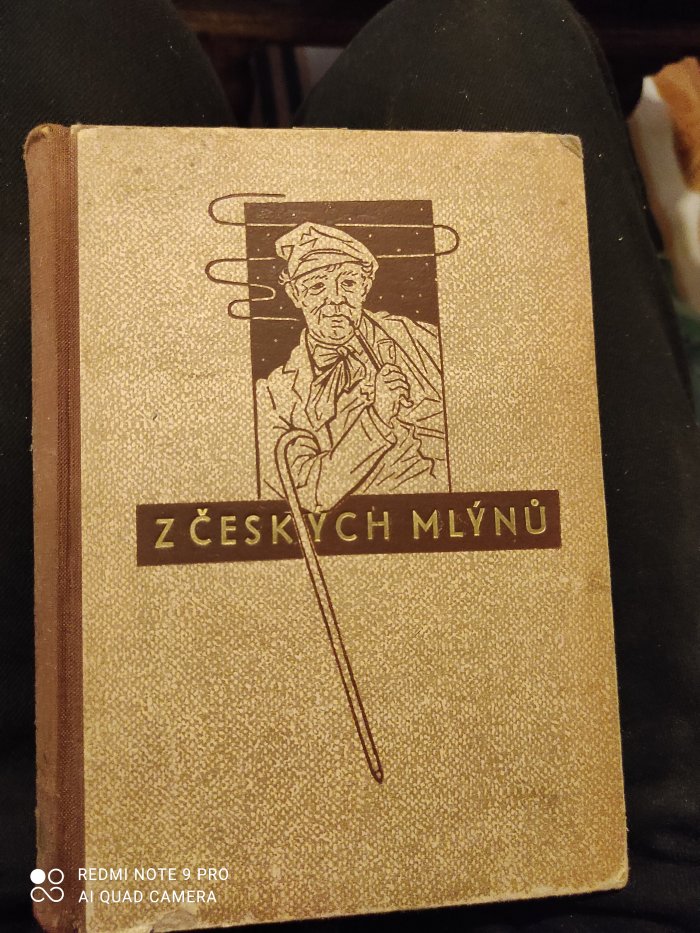 Z ČESKÝCH MLÝNŮ
REDMI NOTE 9 PRO
AI QUAD CAMERA